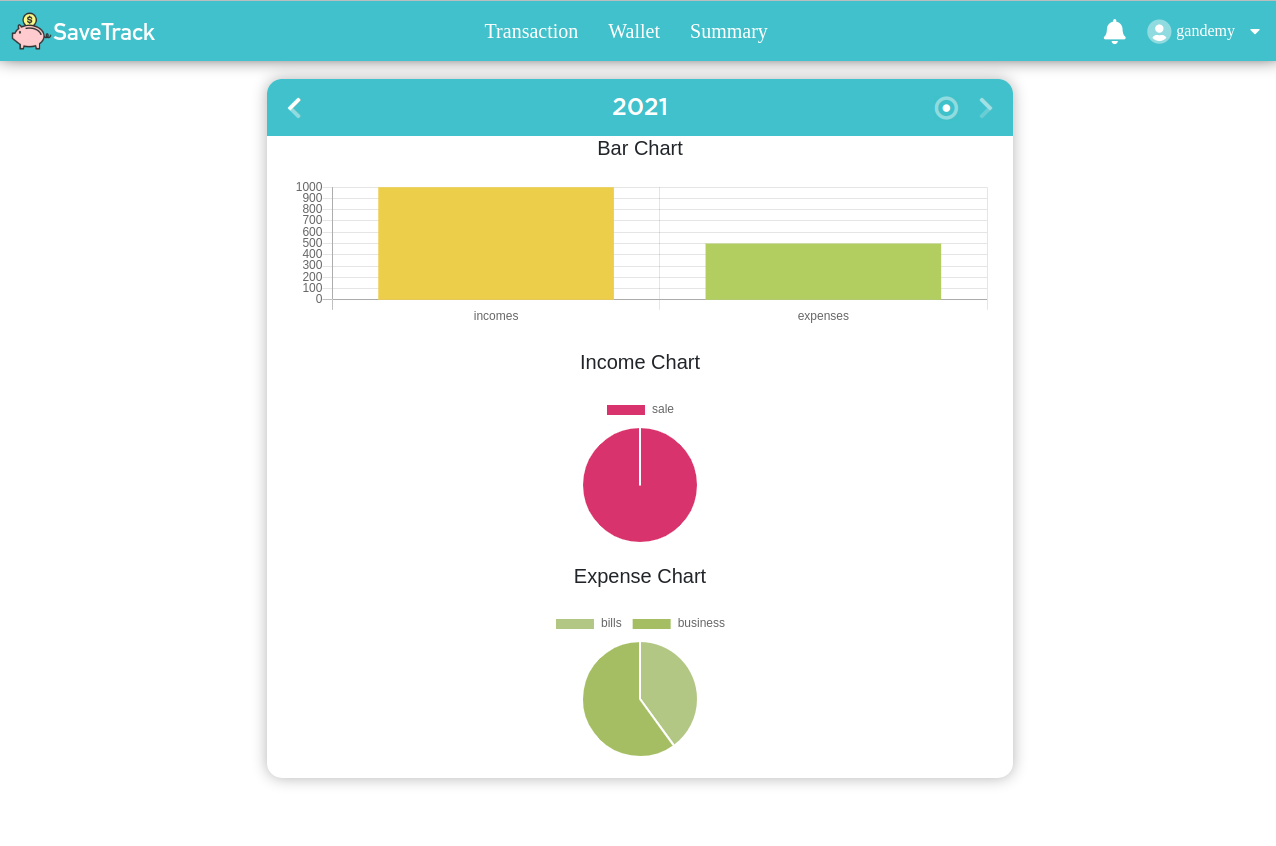 SaveTrack
Transaction Wallet Summary
gandemy
2021
Bar Chart
1000
900
800
700
600
500
400
300
200
100
0
incomes expenses
Income Chart
sale
Expense Chart
bills business